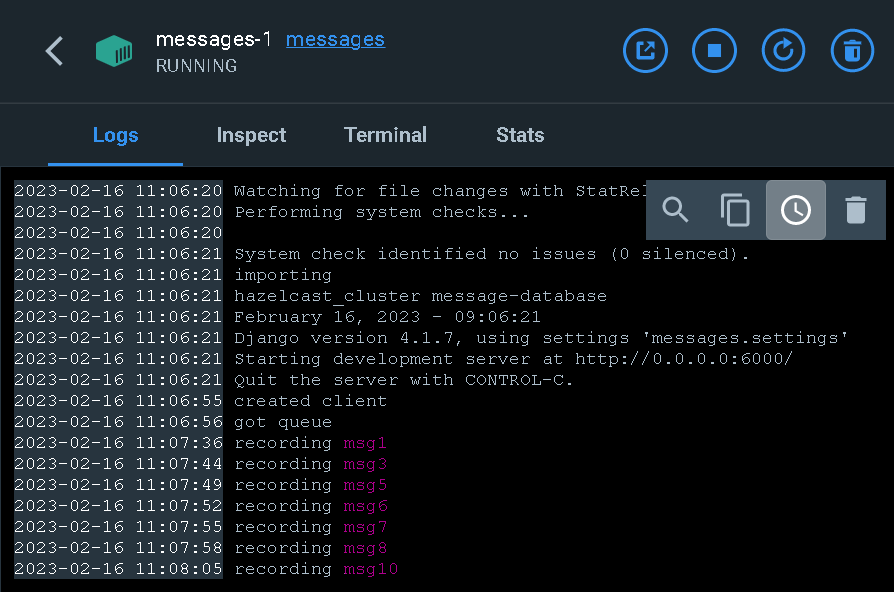 messages-1 messages
RUNNING
Logs Inspect Terminal Stats
2023-02-16 11:06:20 Watching for file changes with StatRel
2023-02-16 11:06:20 Performing system checks...
2023-02-16 11:06:20
2023-02-16 11:06:21 System check identified no issues (0 silenced).
2023-02-16 11:06:21 importing
2023-02-16 11:06:21 hazelcast_cluster message-database
2023-02-16 11:06:21 February 16, 2023 - 09:06:21
2023-02-16 11:06:21 Django version 4.1.7, using settings 'messages.settings'
2023-02-16 11:06:21 Starting development server at http://0.0.0.0:6000/
2023-02-16 11:06:21 Quit the server with CONTROL-C.
2023-02-16 11:06:55 created client
2023-02-16 11:06:56 got queue
2023-02-16 11:07:36 recording msg1
2023-02-16 11:07:44 recording msg3
2023-02-16 11:07:49 recording msg5
2023-02-16 11:07:52 recording msg6
2023-02-16 11:07:55 recording msg7
2023-02-16 11:07:58 recording msg8
2023-02-16 11:08:05 recording msg10